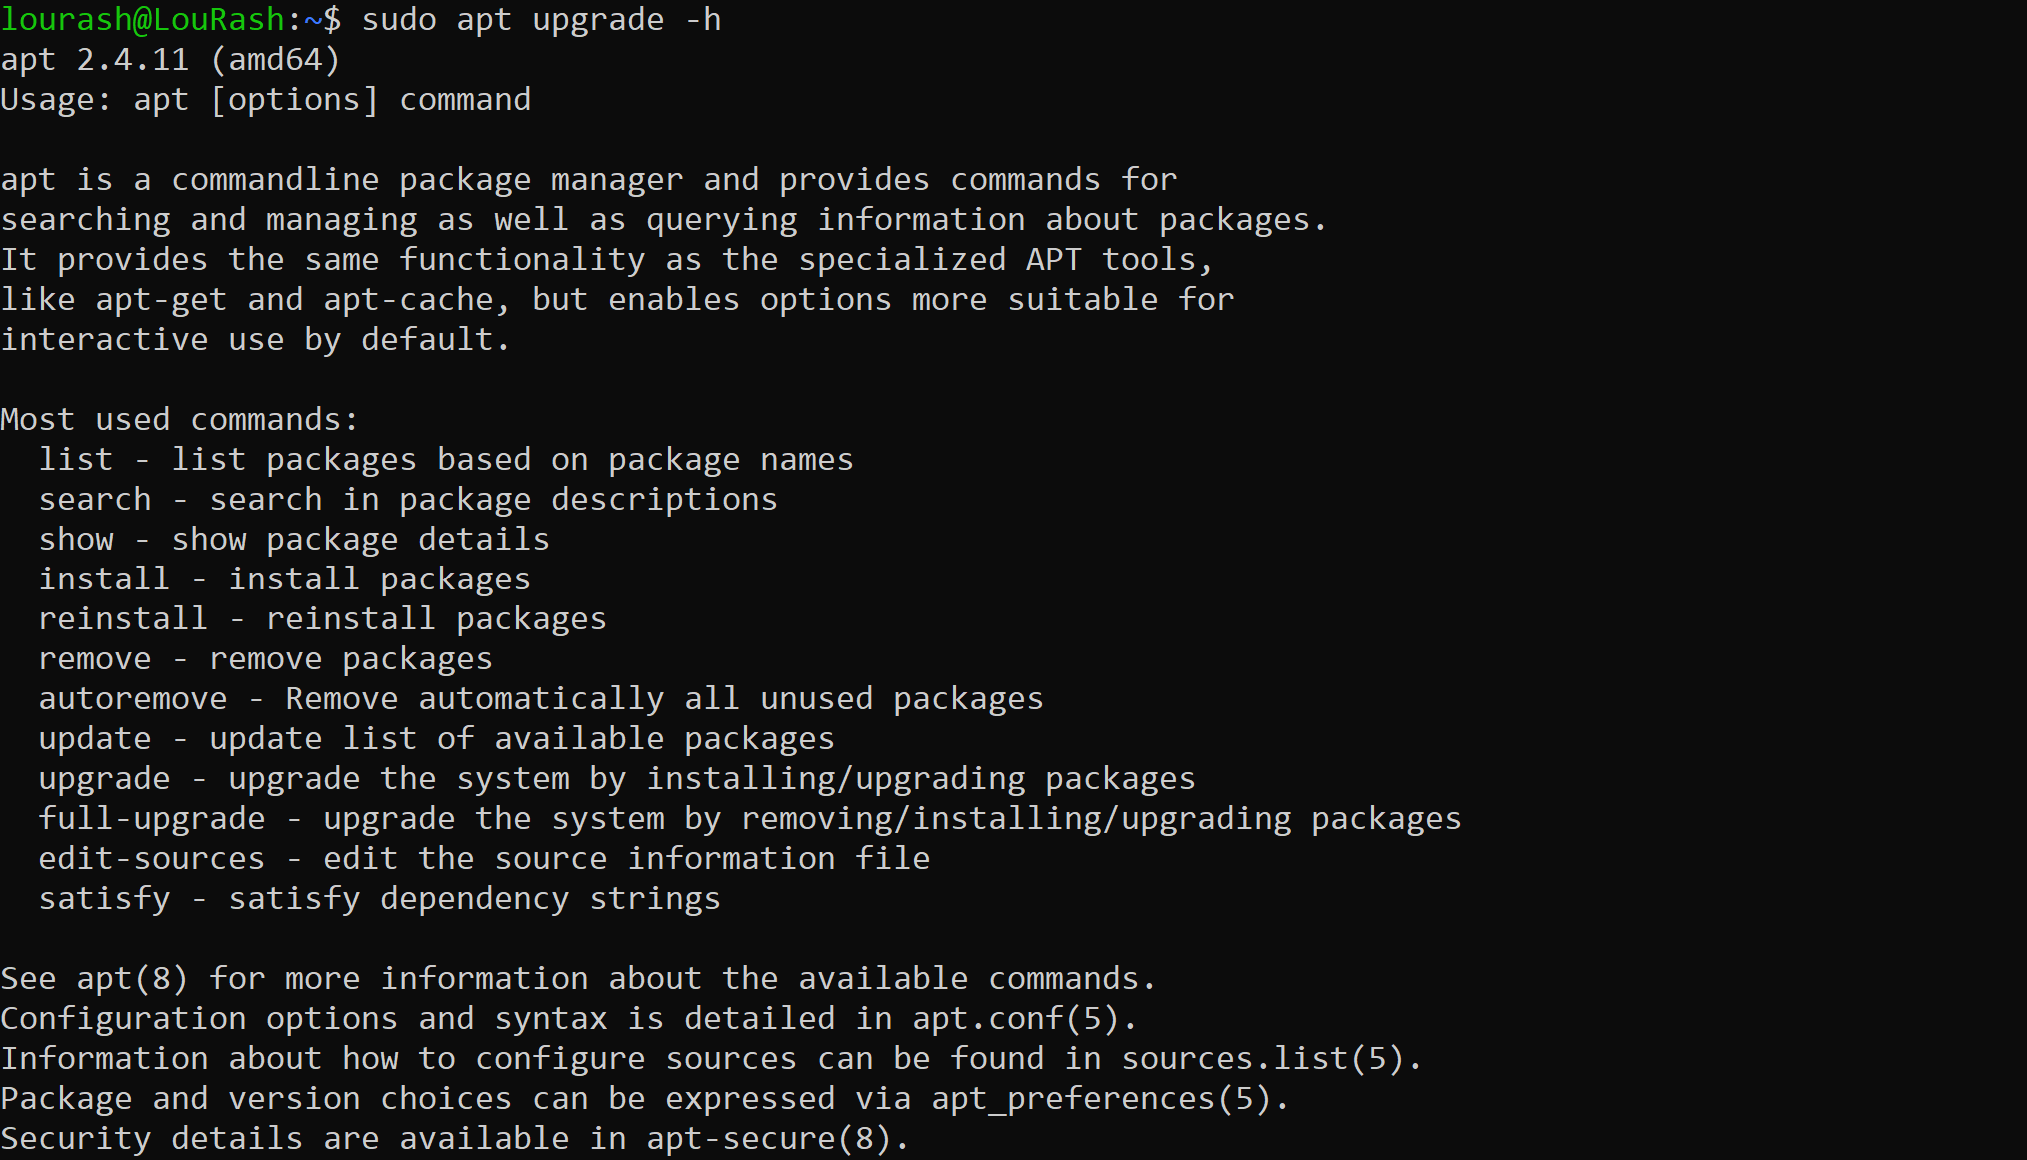 lourash@LouRash:~$ sudo apt upgrade -h
apt 2.4.11 (amd64)
Usage: apt [options] command

apt is a commandline package manager and provides commands for
searching and managing as well as querying information about packages.
It provides the same functionality as the specialized APT tools,
like apt-get and apt-cache, but enables options more suitable for
interactive use by default.

Most used commands:
  list - list packages based on package names
  search - search in package descriptions
  show - show package details
  install - install packages
  reinstall - reinstall packages
  remove - remove packages
  autoremove - Remove automatically all unused packages
  update - update list of available packages
  upgrade - upgrade the system by installing/upgrading packages
  full-upgrade - upgrade the system by removing/installing/upgrading packages
  edit-sources - edit the source information file
  satisfy - satisfy dependency strings

See apt(8) for more information about the available commands.
Configuration options and syntax is detailed in apt.conf(5).
Information about how to configure sources can be found in sources.list(5).
Package and version choices can be expressed via apt_preferences(5).
Security details are available in apt-secure(8).